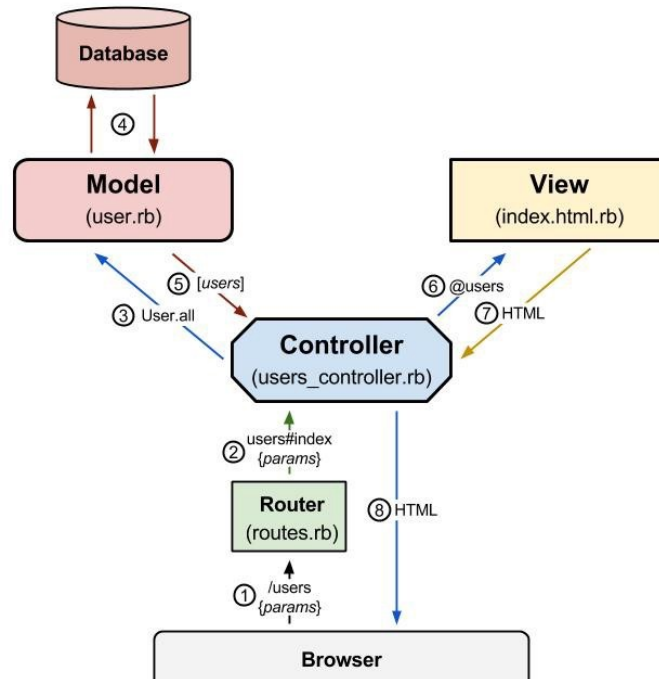 Database
④
Model
(user.rb)
View
(index.html.rb)
⑤ [users]
③ User.all
⑥ @users
⑦ HTML
Controller
(users_controller.rb)
② users#index
{params}
Router
(routes.rb)
⑧ HTML
① /users
{params}
Browser